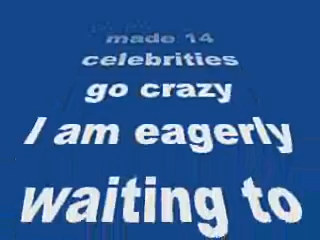 made 14
celebrities
go crazy
I am eagerly
waiting to